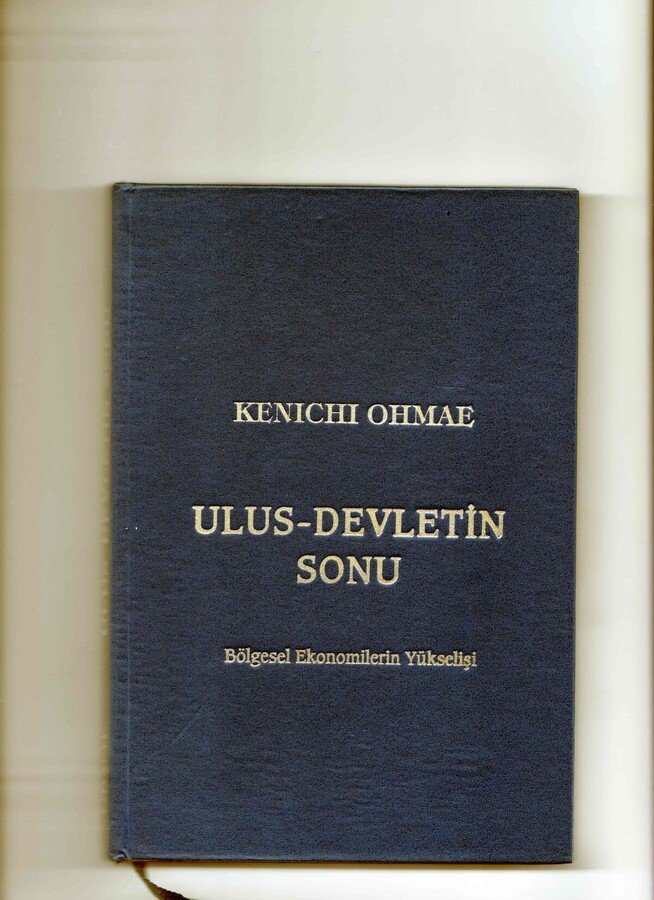 KENICHI OHMAE
ULUS-DEVLETİN
SONU
Bölgesel Ekonomilerin Yükselişi